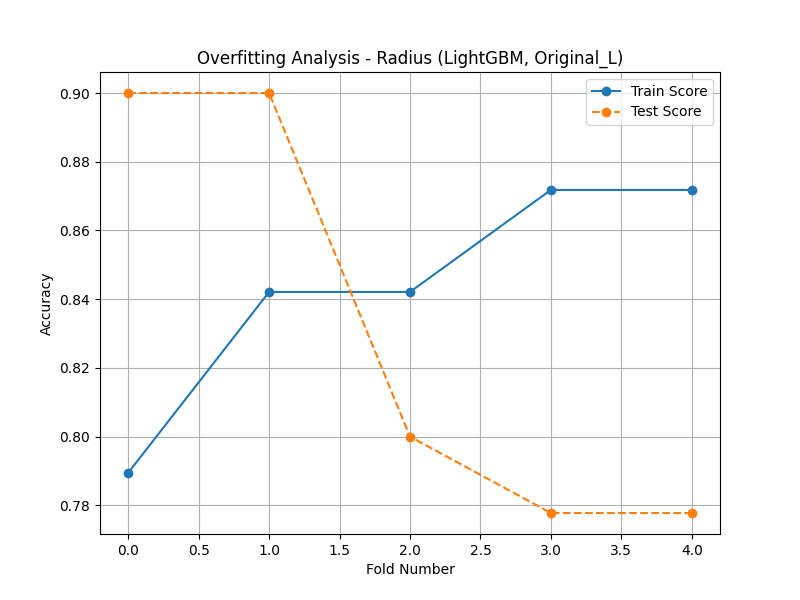 Overfitting Analysis - Radius (LightGBM, Original_L)
Train Score
Test Score
Accuracy
0.90
0.88
0.86
0.84
0.82
0.80
0.78
0.0 0.5 1.0 1.5 2.0 2.5 3.0 3.5 4.0
Fold Number